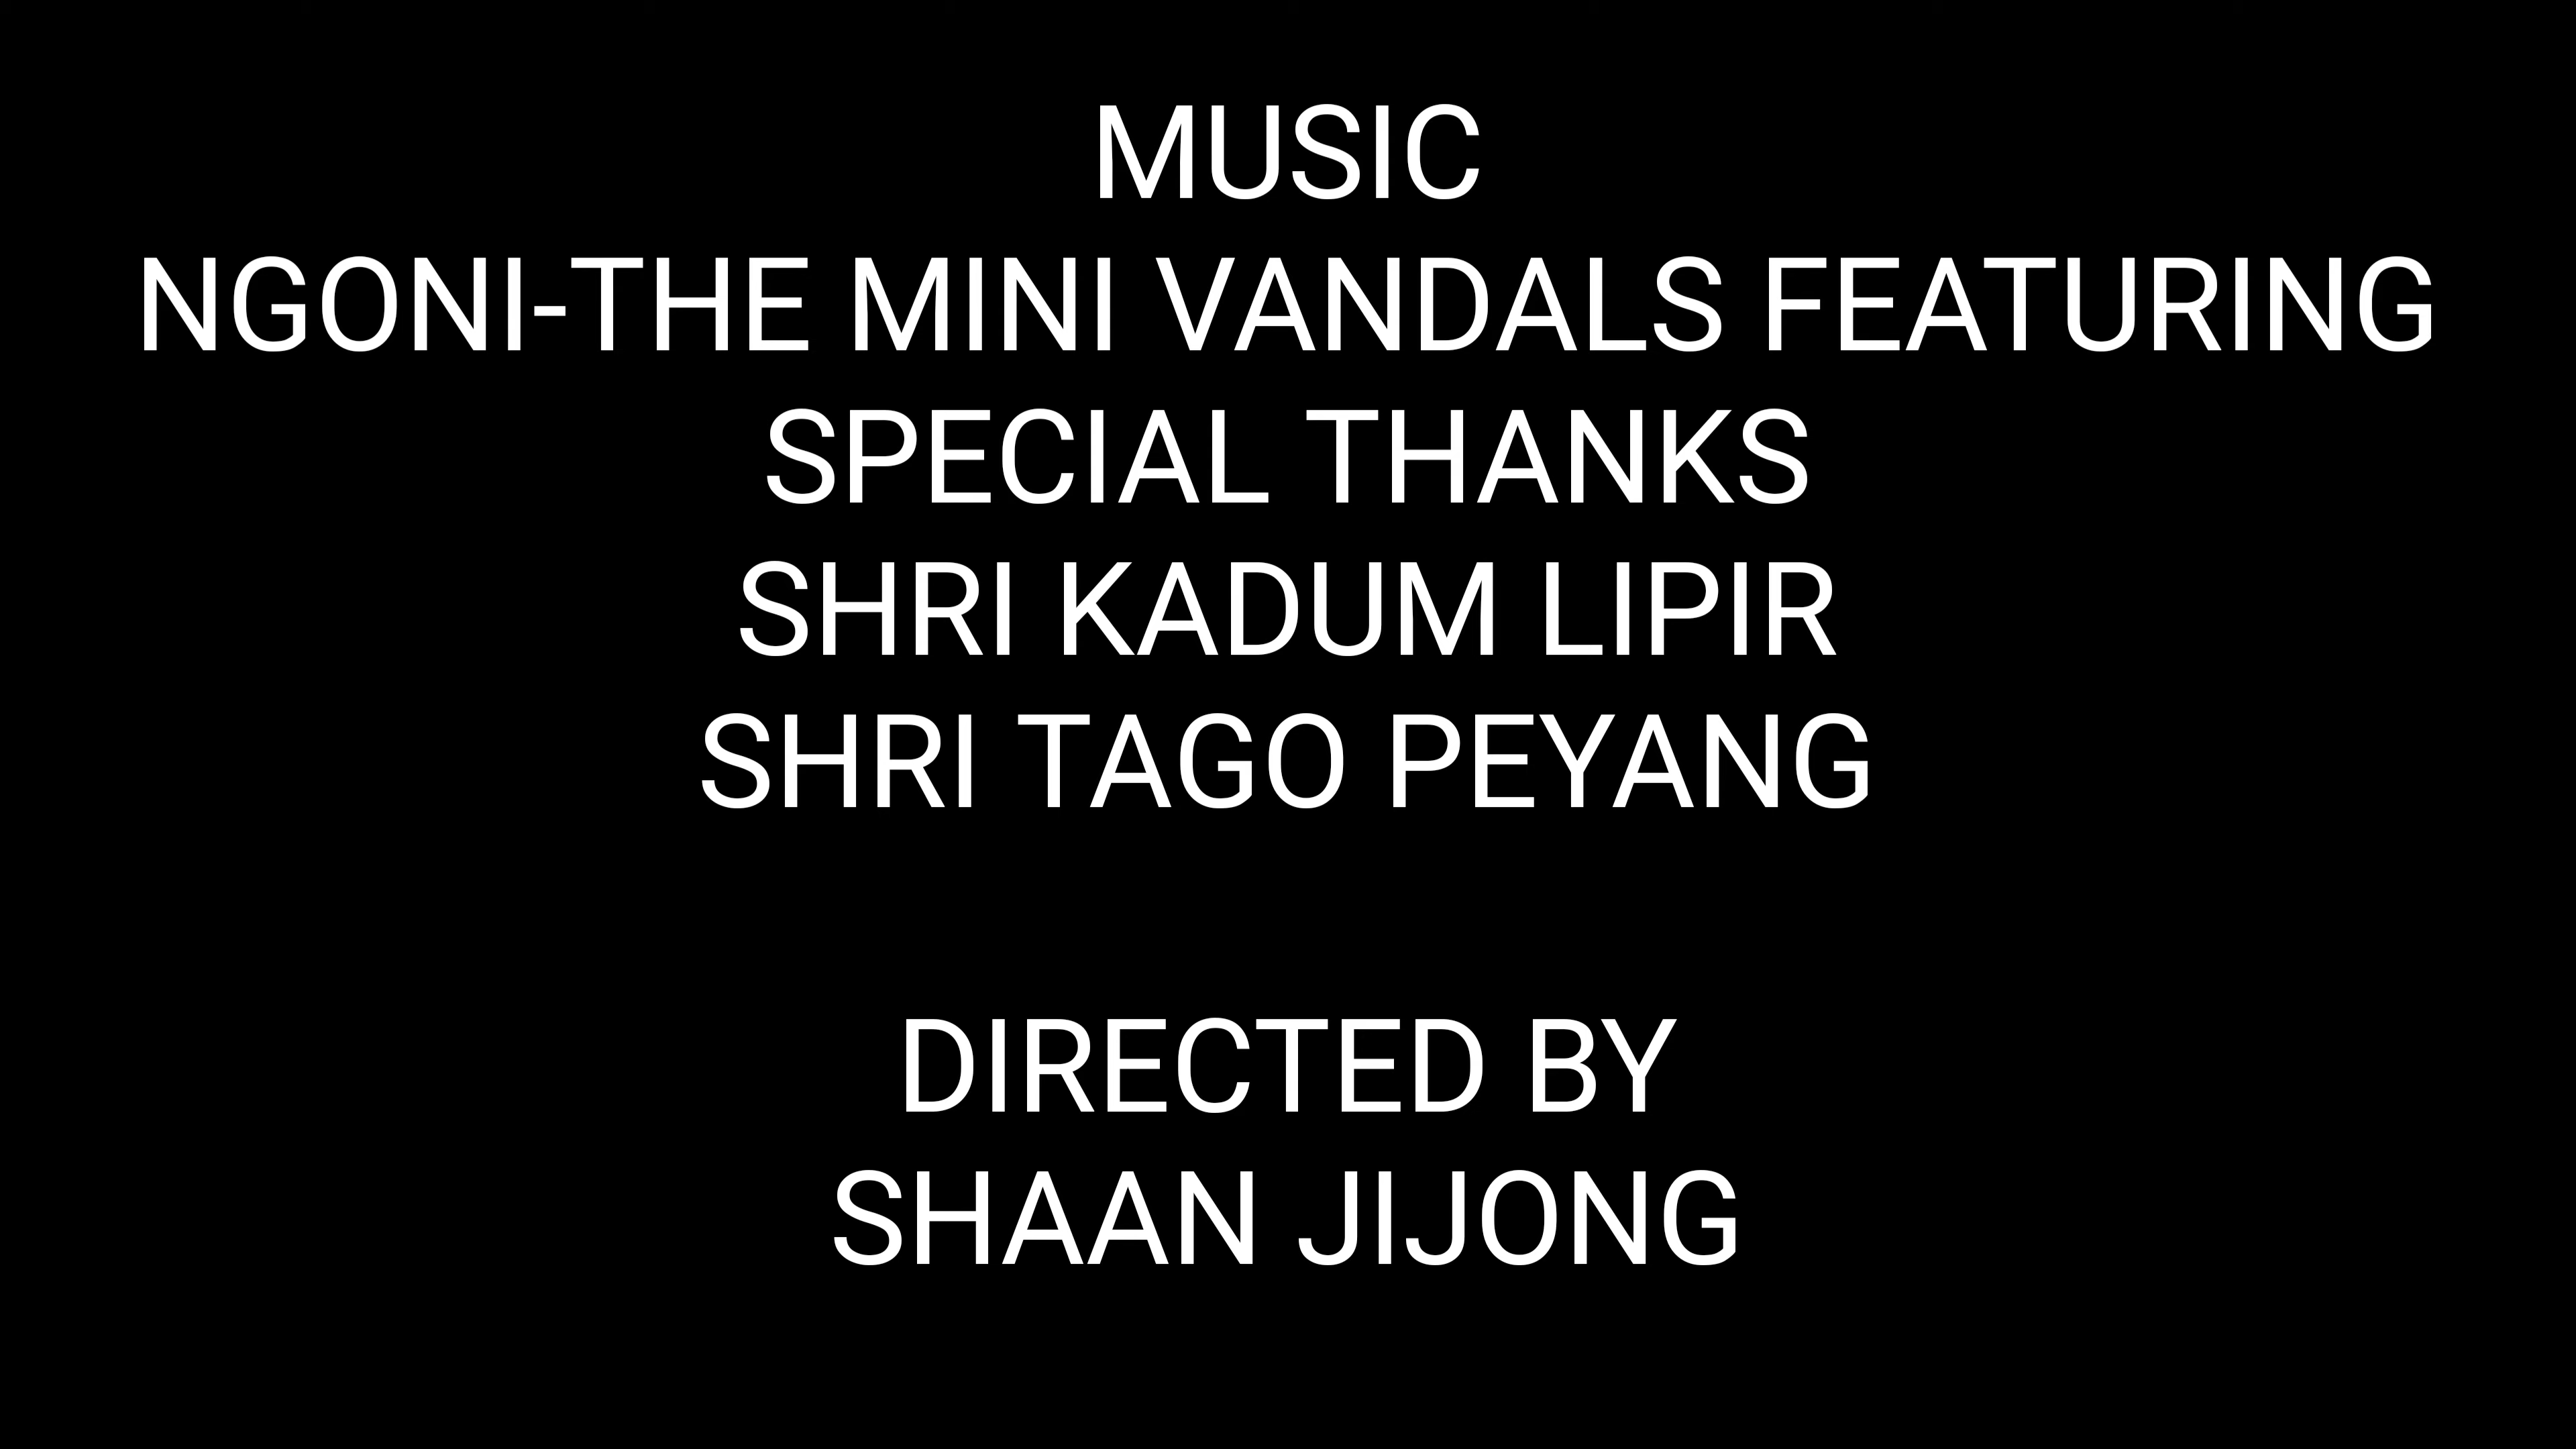 MUSIC
NGONI-THE MINI VANDALS FEATURING
SPECIAL THANKS
SHRI KADUM LIPIR
SHRI TAGO PEYANG
DIRECTED BY
SHAAN JIJONG